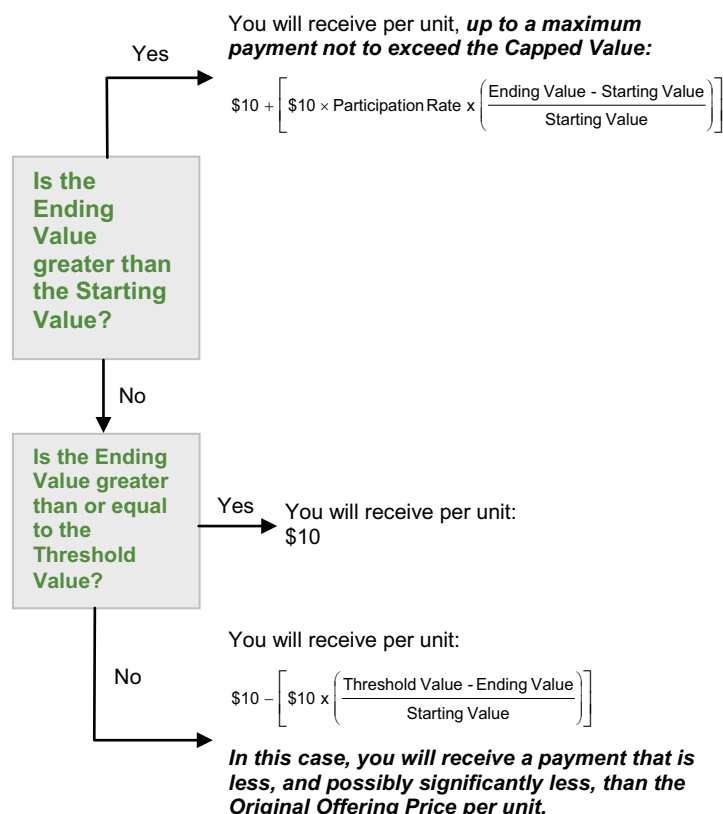 You will receive per unit, up to a maximum
payment not to exceed the Capped Value:
Yes
$10 + [ $10 × Participation Rate x ( Ending Value - Starting Value / Starting Value ) ]
Is the
Ending
Value
greater than
the Starting
Value?
No
Is the Ending
Value greater
than or equal
to the
Threshold
Value?
Yes
You will receive per unit:
$10
You will receive per unit:
No
$10 – [ $10 x ( Threshold Value - Ending Value / Starting Value ) ]
In this case, you will receive a payment that is
less, and possibly significantly less, than the
Original Offering Price per unit.